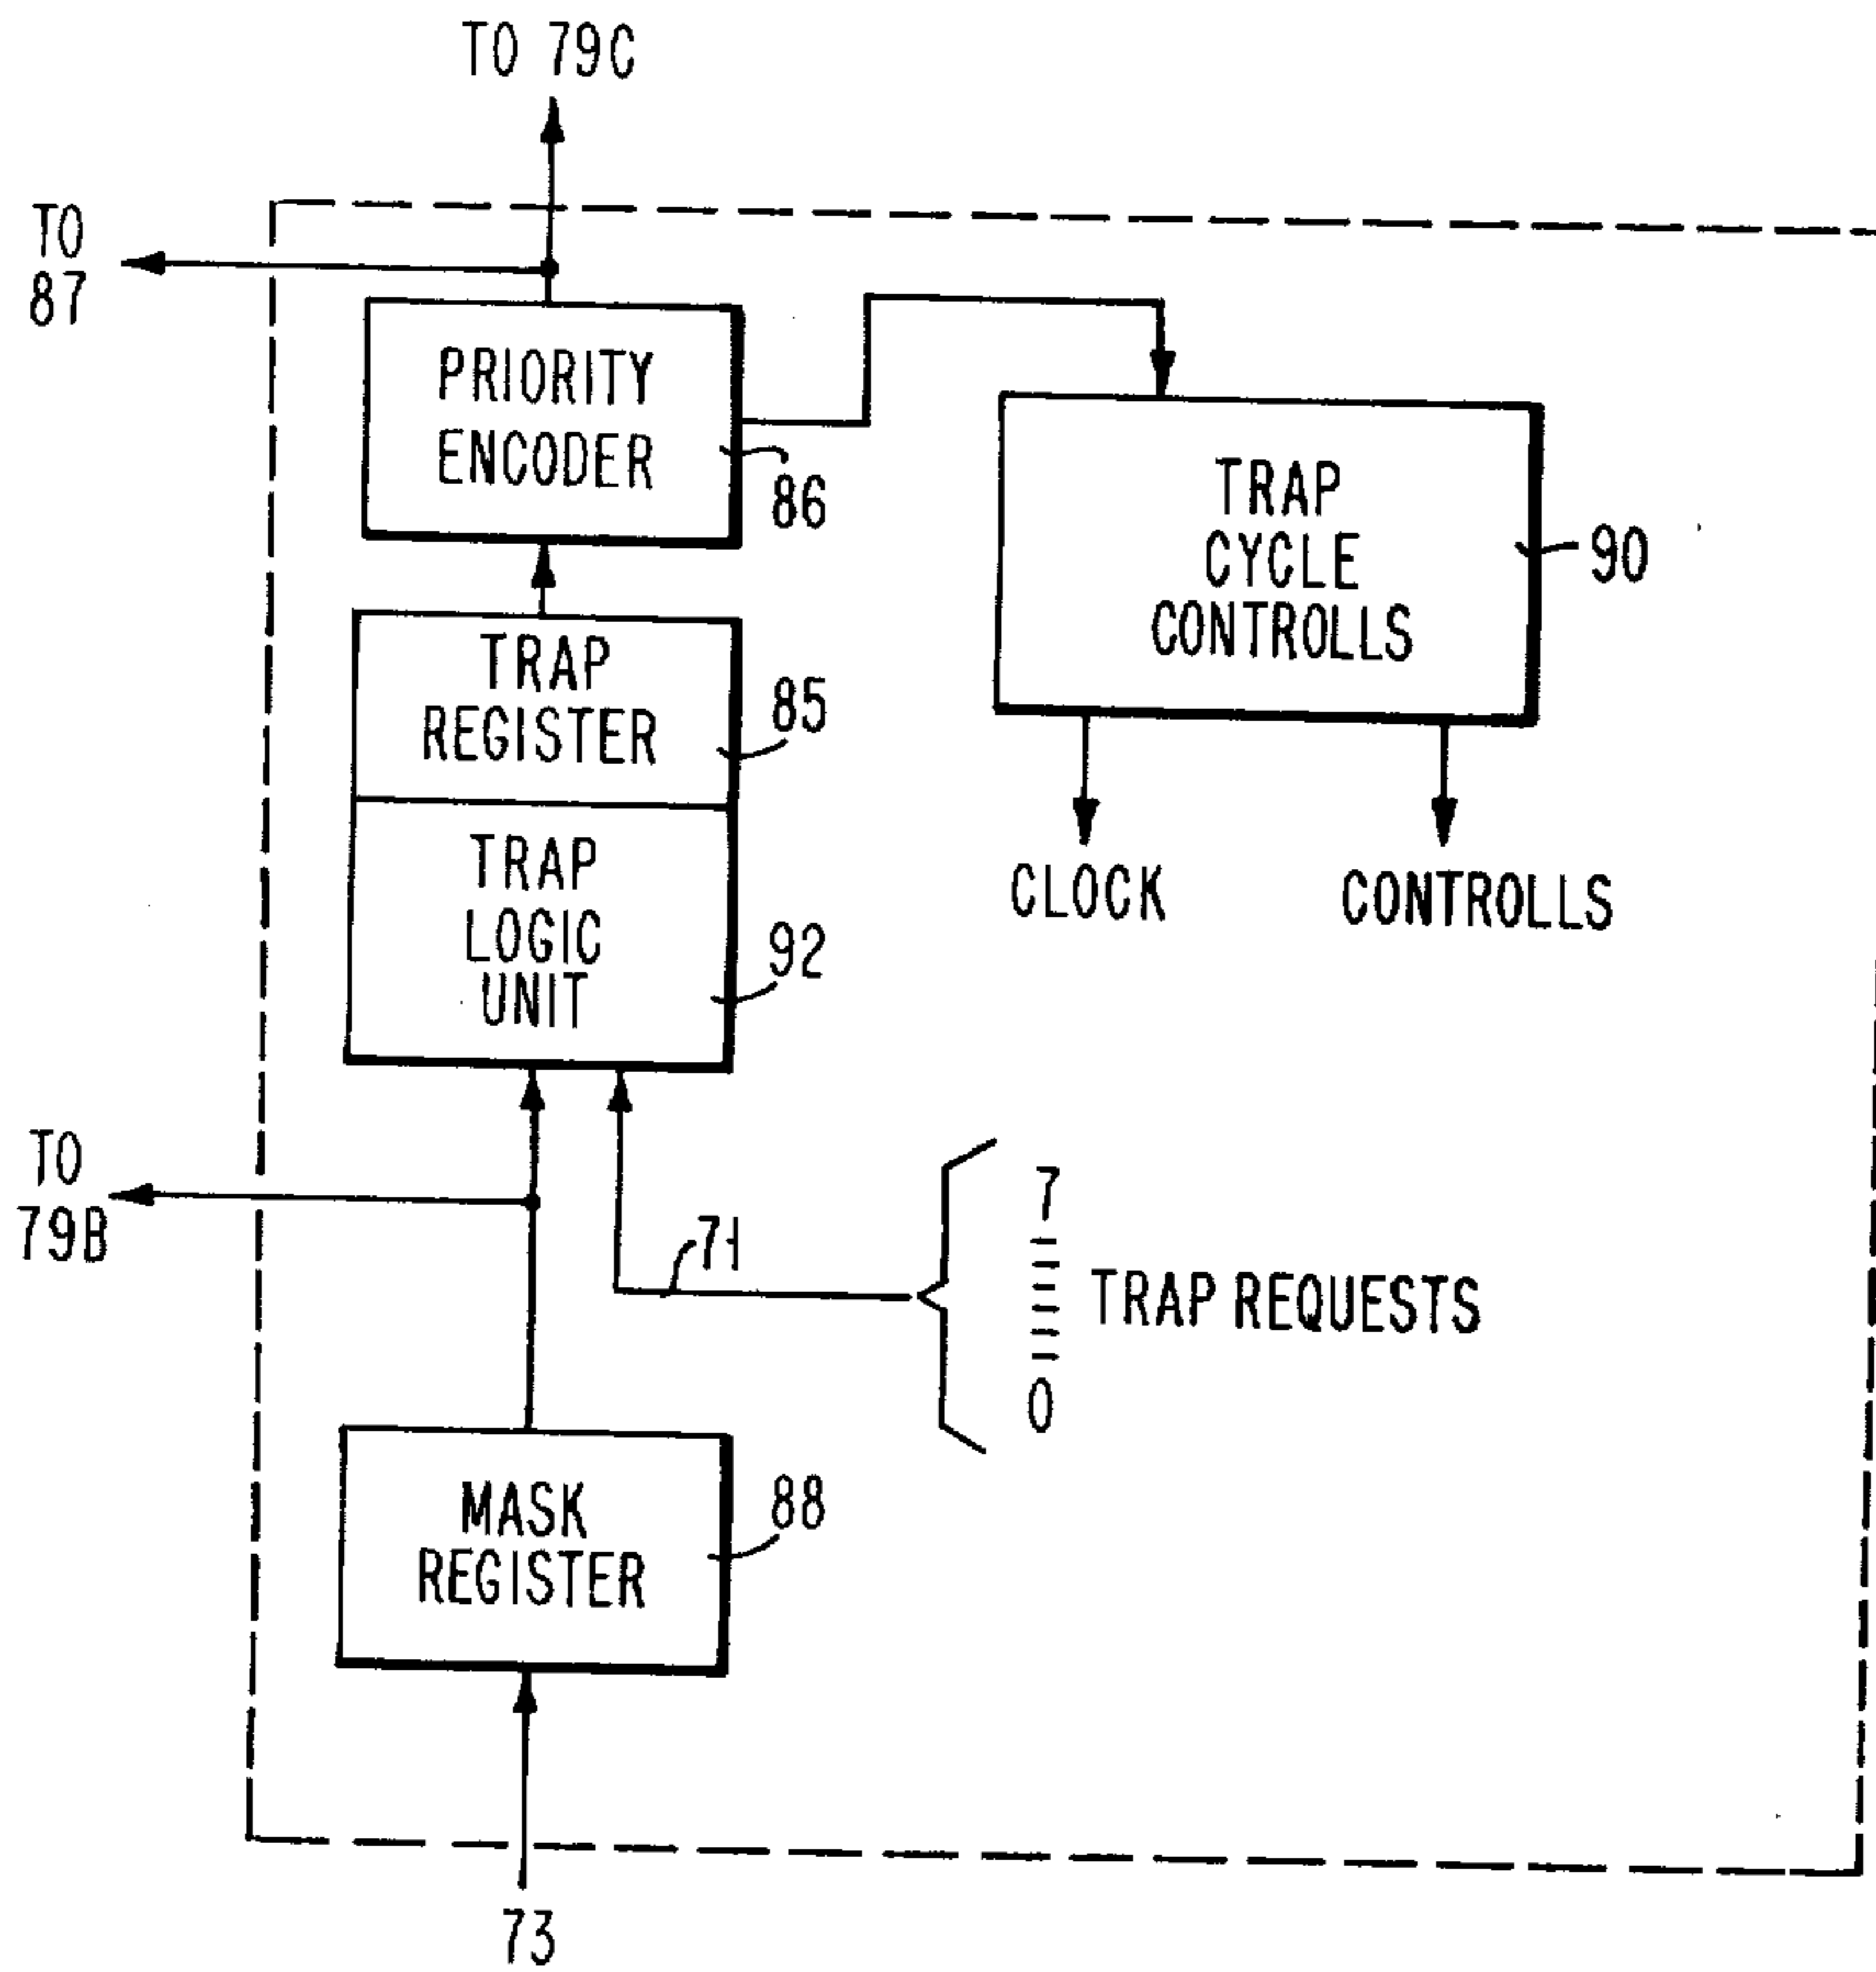 TO 79C
TO
87
PRIORITY
ENCODER
86
TRAP
CYCLE
CONTROLLS
90
TRAP
REGISTER
85
TRAP
LOGIC
UNIT
92
CLOCK
CONTROLLS
TO
79B
71
7
TRAP REQUESTS
0
MASK
REGISTER
88
73